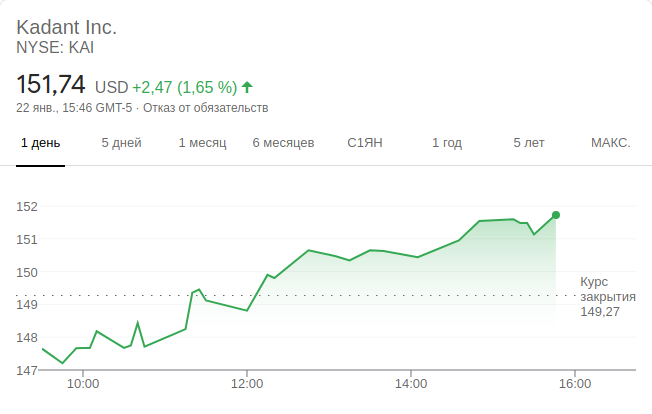 Kadant Inc.
NYSE: KAI
151,74 USD +2,47 (1,65 %)
22 янв., 15:46 GMT-5 · Отказ от обязательств
1 день 5 дней 1 месяц 6 месяцев С1ЯН 1 год 5 лет МАКС.
152
151
150
149
148
147
Курс
закрытия
149,27
10:00 12:00 14:00 16:00